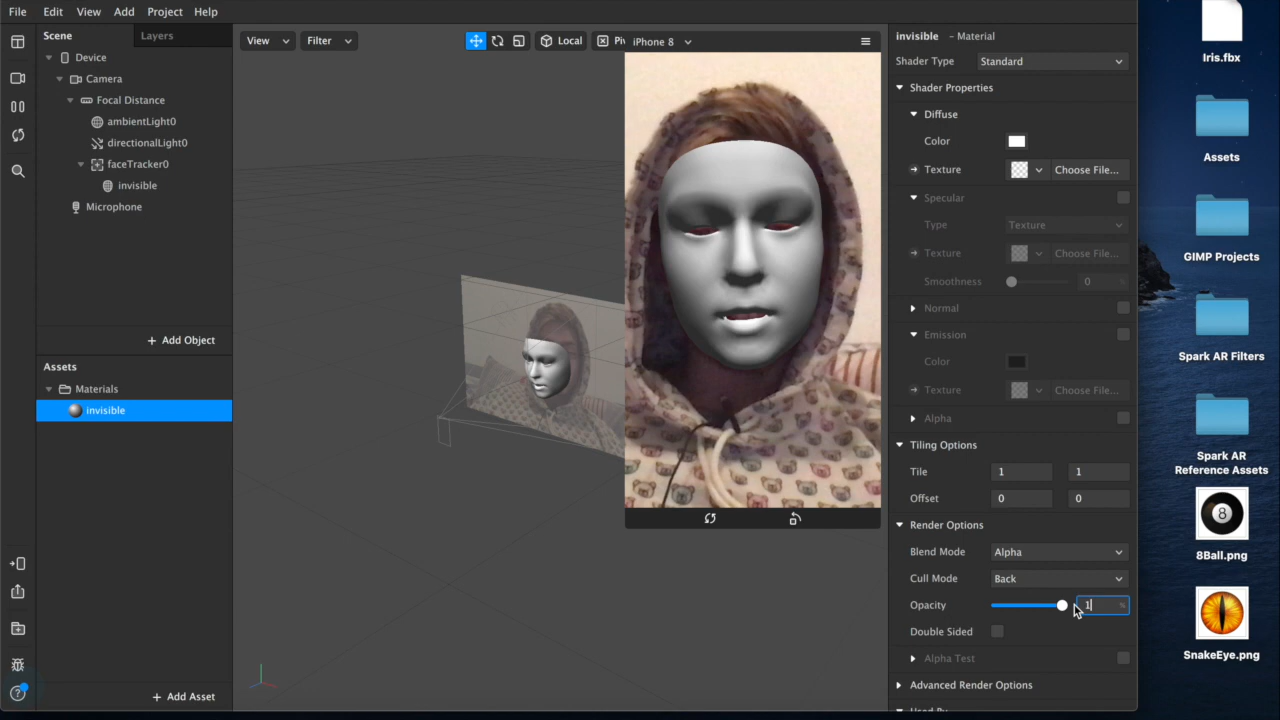 File Edit View Add Project Help
Scene Layers
Device
Camera
Focal Distance
ambientLight0
directionalLight0
faceTracker0
invisible
Microphone
+ Add Object
Assets
Materials
invisible
+ Add Asset
View Filter Local Piv iPhone 8
invisible - Material
Shader Type Standard
Shader Properties
Diffuse
Color
Texture Choose File...
Specular
Type Texture
Texture Choose File...
Smoothness 0 %
Normal
Emission
Color
Texture Choose File...
Alpha
Tiling Options
Tile 1 1
Offset 0 0
Render Options
Blend Mode Alpha
Cull Mode Back
Opacity 1 %
Double Sided
Alpha Test
Advanced Render Options
Used By
Iris.fbx
Assets
GIMP Projects
Spark AR Filters
Spark AR
Reference Assets
8
8Ball.png
SnakeEye.png